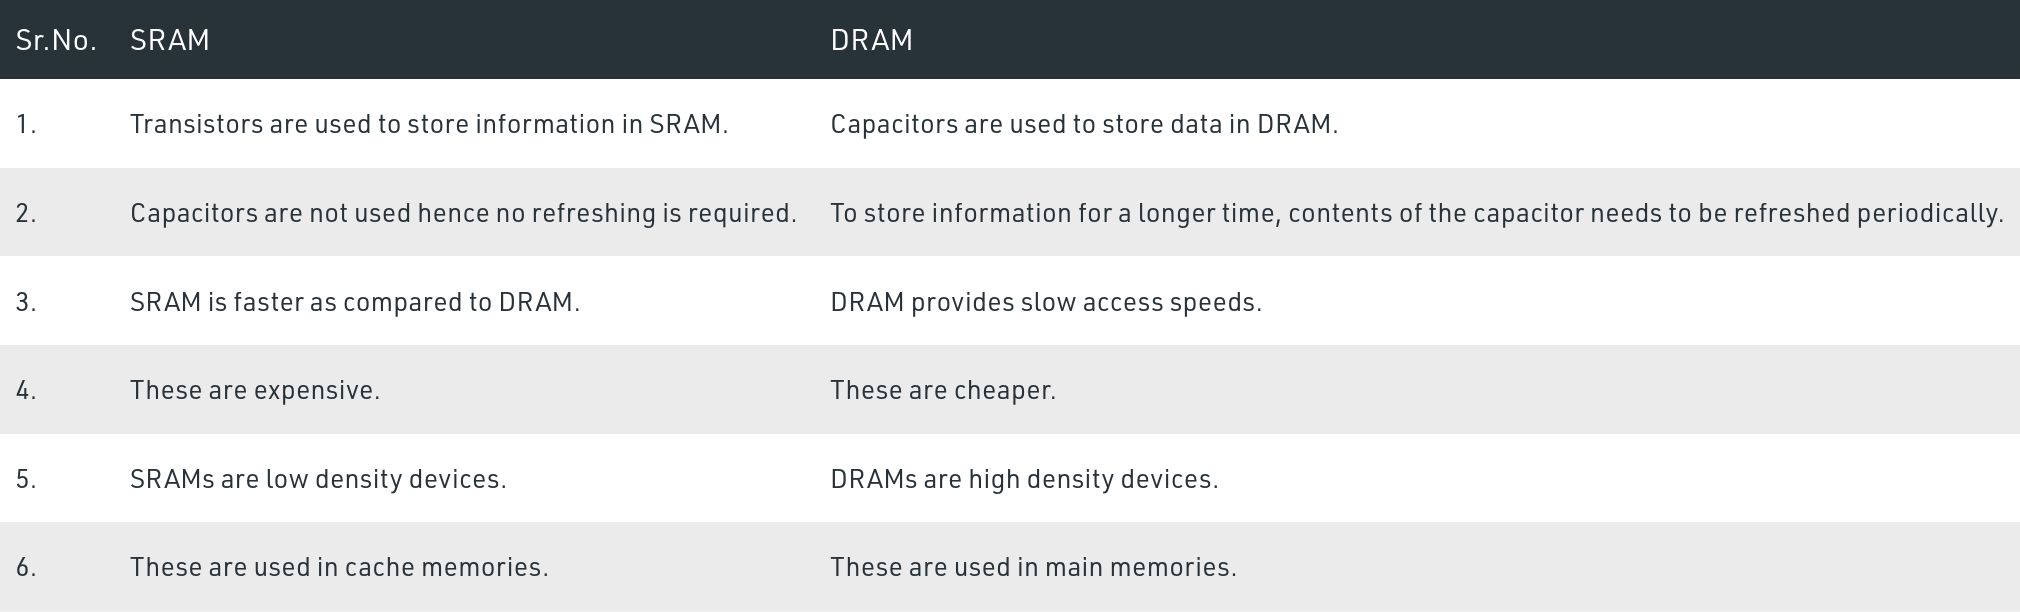 Sr.No. SRAM DRAM
1. Transistors are used to store information in SRAM. Capacitors are used to store data in DRAM.
2. Capacitors are not used hence no refreshing is required. To store information for a longer time, contents of the capacitor needs to be refreshed periodically.
3. SRAM is faster as compared to DRAM. DRAM provides slow access speeds.
4. These are expensive. These are cheaper.
5. SRAMs are low density devices. DRAMs are high density devices.
6. These are used in cache memories. These are used in main memories.